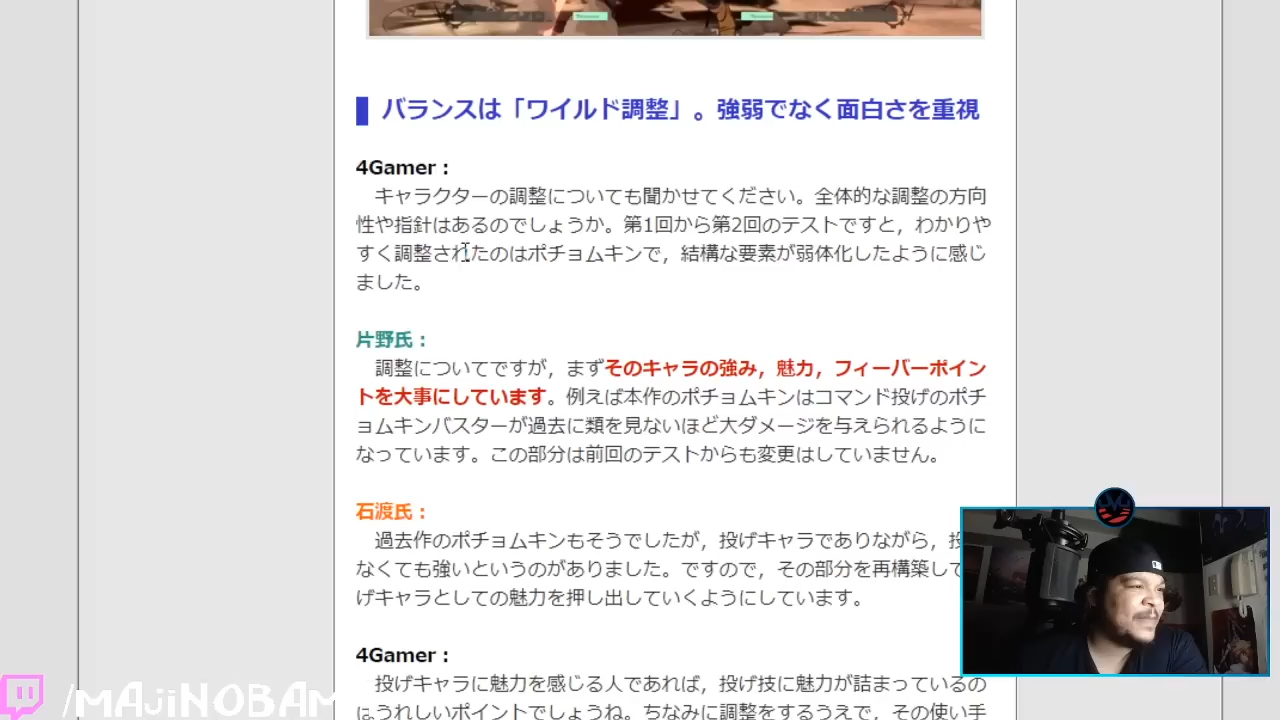 バランスは「ワイルド調整」。強弱でなく面白さを重視
4Gamer：
キャラクターの調整についても聞かせてください。全体的な調整の方向
性や指針はあるのでしょうか。第1回から第2回のテストですと，わかりや
すく調整されたのはポチョムキンで，結構な要素が弱体化したように感じ
ました。
片野氏：
調整についてですが，まずそのキャラの強み，魅力，フィーバーポイン
トを大事にしています。例えば本作のポチョムキンはコマンド投げのポチ
ョムキンバスターが過去に類を見ないほど大ダメージを与えられるように
なっています。この部分は前回のテストからも変更はしていません。
石渡氏：
過去作のポチョムキンもそうでしたが，投げキャラでありながら，投
なくても強いというのがありました。ですので，その部分を再構築して
げキャラとしての魅力を押し出していくようにしています。
4Gamer：
投げキャラに魅力を感じる人であれば，投げ技に魅力が詰まっているの
はうれしいポイントでしょうね。ちなみに調整をするうえで，その使い手
/MAJiNOBAM